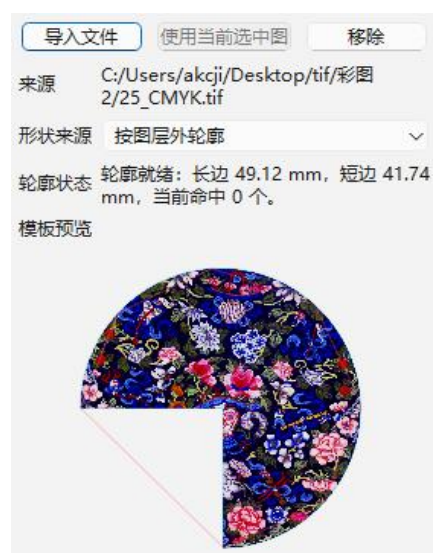 导入文件 使用当前选中图 移除
来源 C:/Users/akcji/Desktop/tif/彩图
2/25_CMYK.tif
形状来源 按图层外轮廓
轮廓状态 轮廓就绪：长边 49.12 mm，短边 41.74
mm，当前命中 0 个。
模板预览